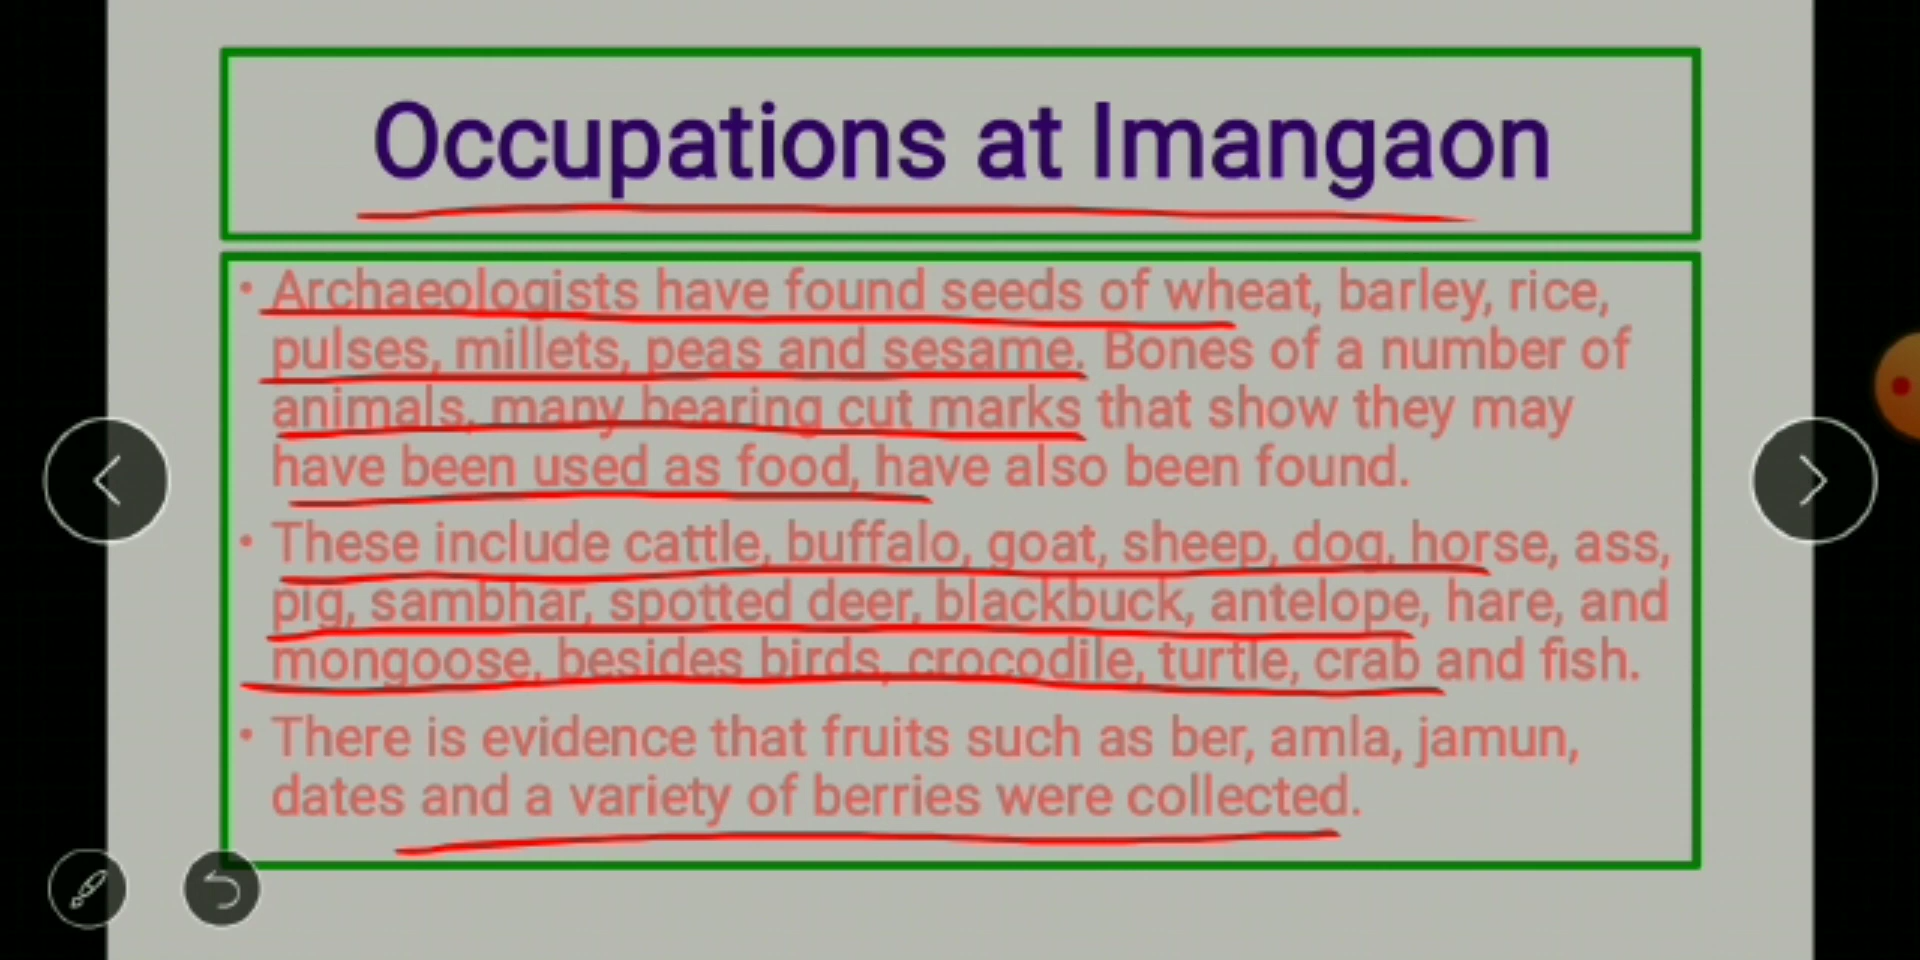 Occupations at Imangaon
• Archaeologists have found seeds of wheat, barley, rice,
pulses, millets, peas and sesame. Bones of a number of
animals, many bearing cut marks that show they may
have been used as food, have also been found.
• These include cattle, buffalo, goat, sheep, dog, horse, ass,
pig, sambhar, spotted deer, blackbuck, antelope, hare, and
mongoose, besides birds, crocodile, turtle, crab and fish.
• There is evidence that fruits such as ber, amla, jamun,
dates and a variety of berries were collected.